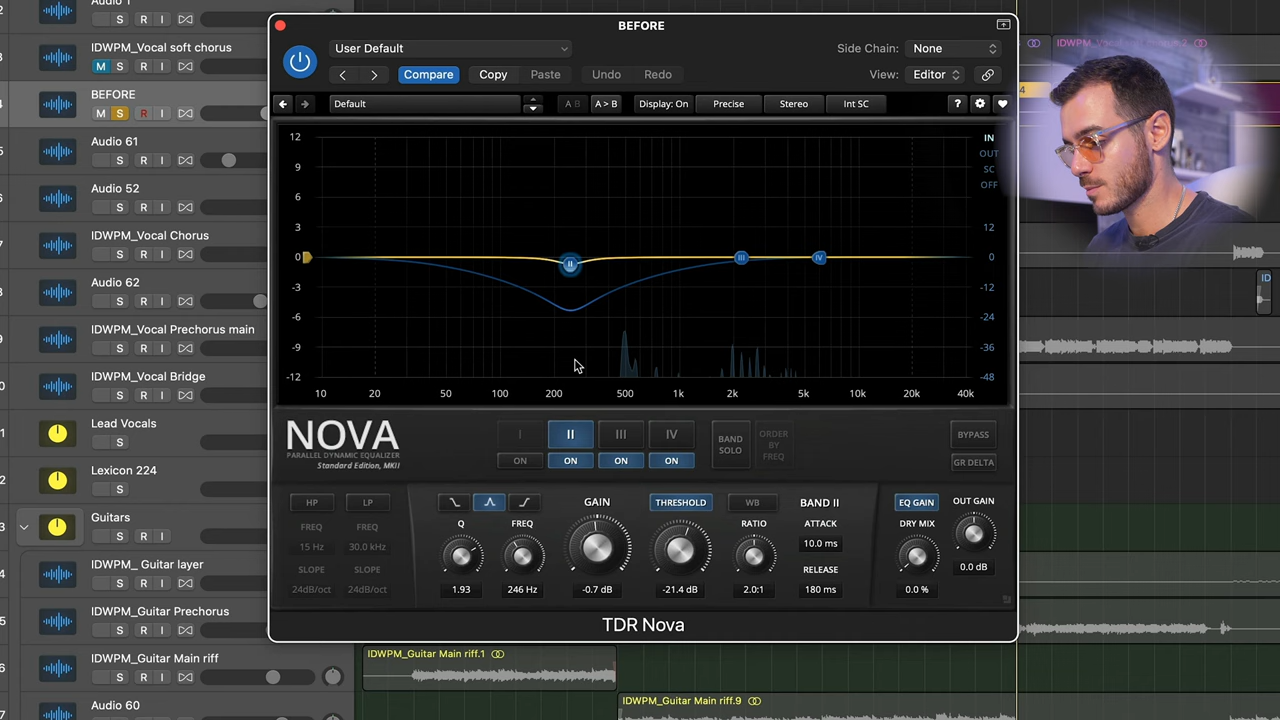 Audio 1
R I
IDWPM_Vocal soft chorus
M S R I
BEFORE
M S R I
Audio 61
S R I
Audio 52
S R I
IDWPM_Vocal Chorus
S R I
Audio 62
S R I
IDWPM_Vocal Prechorus main
S R I
IDWPM_Vocal Bridge
S R I
Lead Vocals
S
Lexicon 224
S
Guitars
S R I
IDWPM_ Guitar layer
S R I
IDWPM_Guitar Prechorus
S R I
IDWPM_Guitar Main riff
S R I
Audio 60
S R I
BEFORE
User Default
Side Chain: None
Compare Copy Paste Undo Redo
View: Editor
Default
A B A > B Display: On Precise Stereo Int SC ?
12
9
6
3
0
-3
-6
-9
-12
IN
OUT
SC
OFF
12
0
-12
-24
-36
-48
II III IV
10 20 50 100 200 500 1k 2k 5k 10k 20k 40k
NOVA
PARALLEL DYNAMIC EQUALIZER
Standard Edition, MKII
I II III IV
ON ON ON ON
BAND SOLO
ORDER BY FREQ
BYPASS
GR DELTA
HP LP
FREQ FREQ
15 Hz 30.0 kHz
SLOPE SLOPE
24dB/oct 24dB/oct
Q FREQ GAIN
1.93 246 Hz -0.7 dB
THRESHOLD WB BAND II
RATIO ATTACK
10.0 ms
RELEASE
-21.4 dB 2.0:1 180 ms
EQ GAIN OUT GAIN
DRY MIX
0.0 dB
0.0 %
TDR Nova
IDWPM_Guitar Main riff.1
IDWPM_Guitar Main riff.9
4
ID